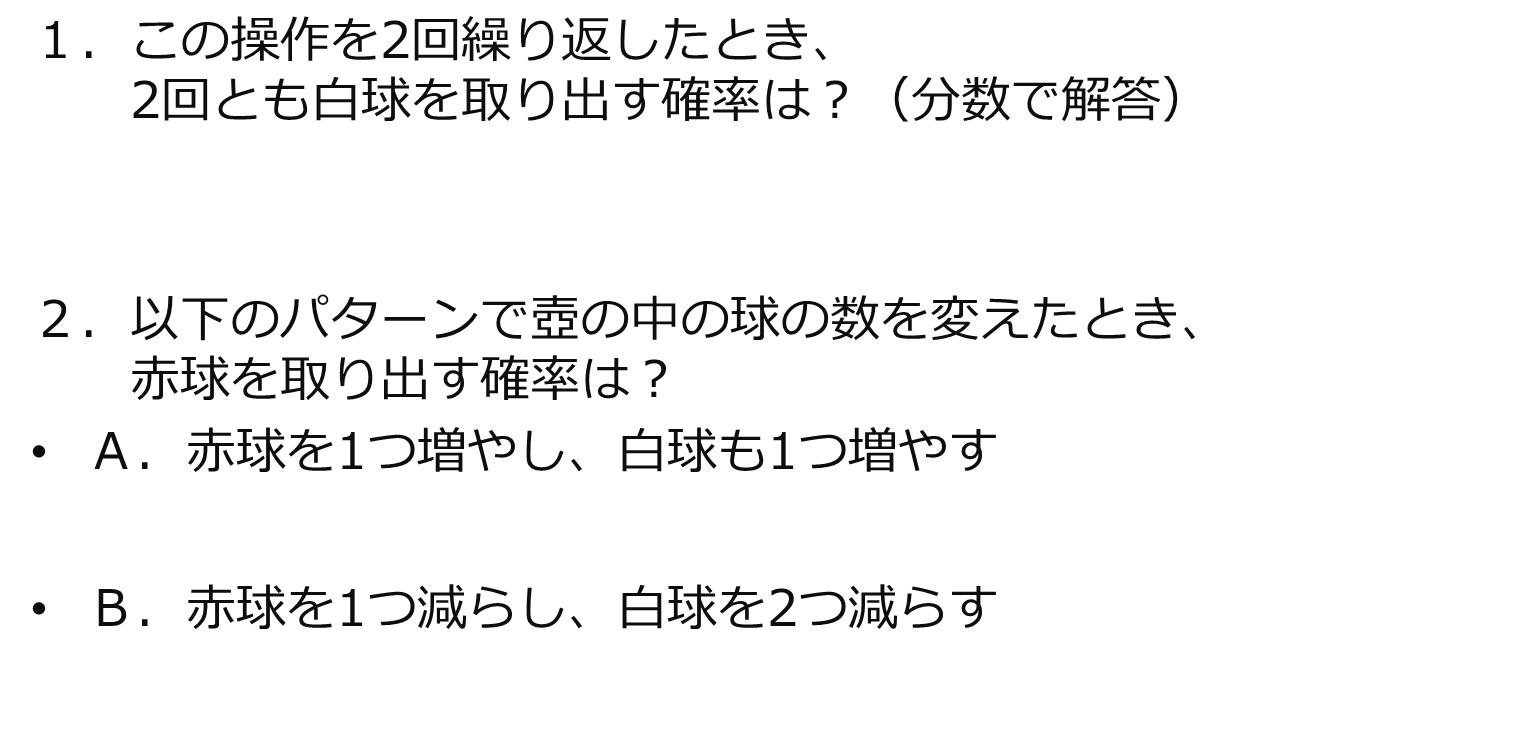 １．この操作を2回繰り返したとき、
2回とも白球を取り出す確率は？（分数で解答）
２．以下のパターンで壺の中の球の数を変えたとき、
赤球を取り出す確率は？
• Ａ．赤球を1つ増やし、白球も1つ増やす
• Ｂ．赤球を1つ減らし、白球を2つ減らす